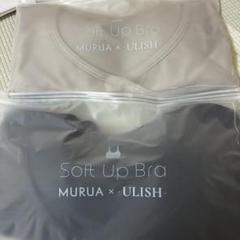 Soft Up Bra
MURUA × -ULISH-
Soft Up Bra
MURUA × -ULISH-